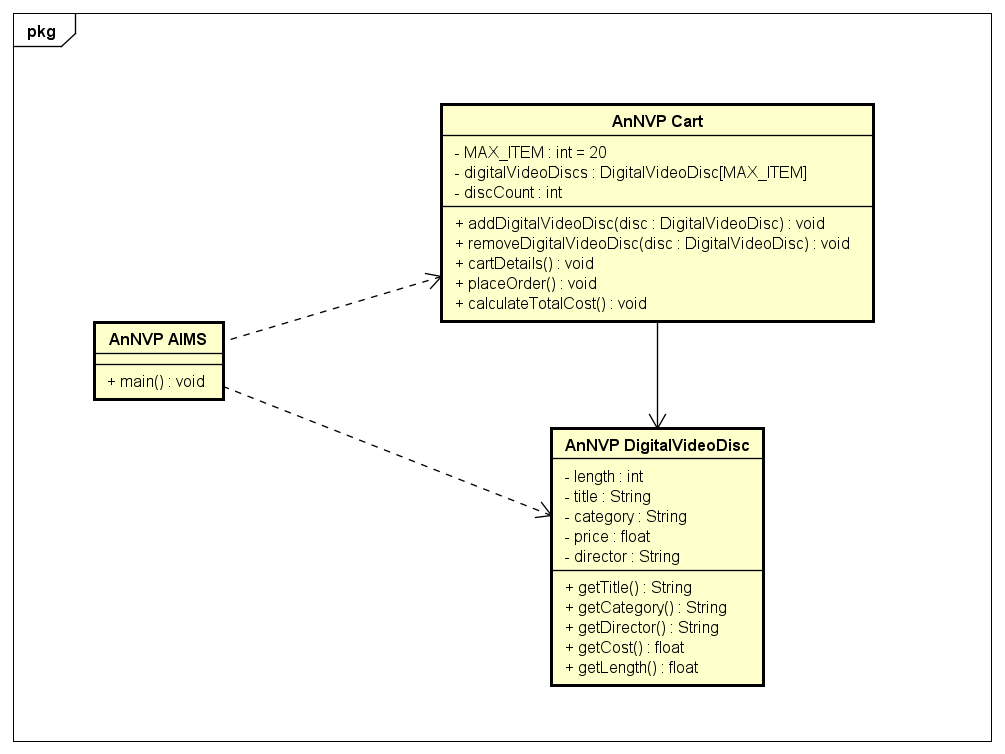 pkg
AnNVP Cart
- MAX_ITEM : int = 20
- digitalVideoDiscs : DigitalVideoDisc[MAX_ITEM]
- discCount : int
+ addDigitalVideoDisc(disc : DigitalVideoDisc) : void
+ removeDigitalVideoDisc(disc : DigitalVideoDisc) : void
+ cartDetails() : void
+ placeOrder() : void
+ calculateTotalCost() : void
AnNVP AIMS
+ main() : void
AnNVP DigitalVideoDisc
- length : int
- title : String
- category : String
- price : float
- director : String
+ getTitle() : String
+ getCategory() : String
+ getDirector() : String
+ getCost() : float
+ getLength() : float